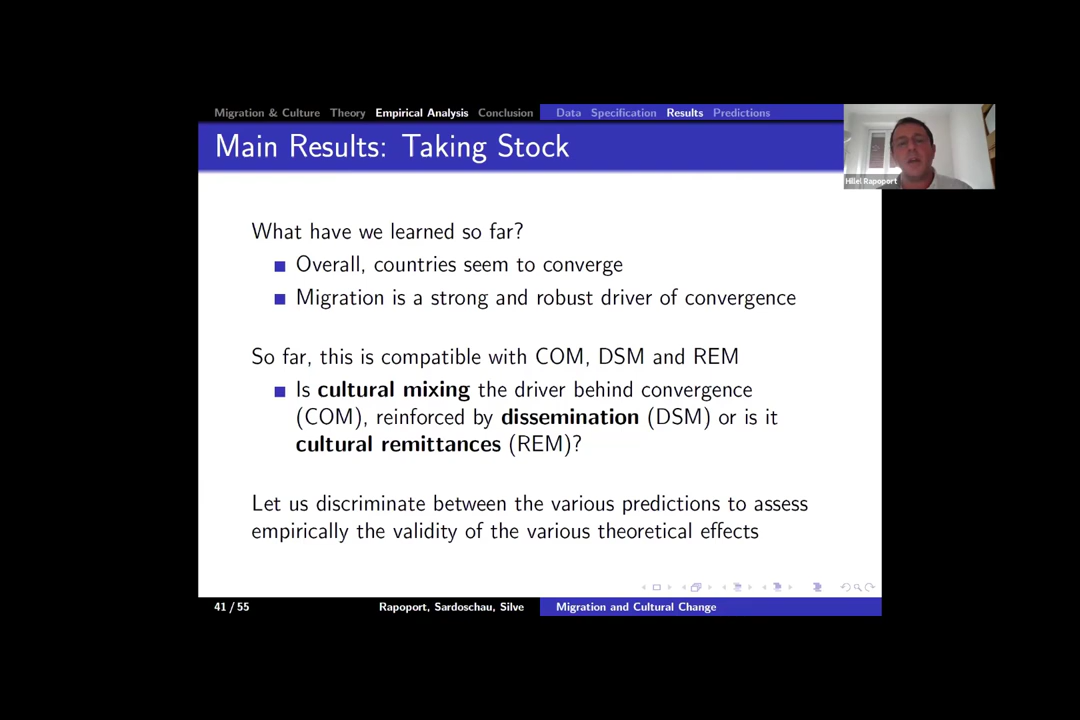 Migration & Culture Theory Empirical Analysis Conclusion Data Specification Results Predictions
Main Results: Taking Stock
Hillel Rapoport
What have we learned so far?
Overall, countries seem to converge
Migration is a strong and robust driver of convergence
So far, this is compatible with COM, DSM and REM
Is cultural mixing the driver behind convergence
(COM), reinforced by dissemination (DSM) or is it
cultural remittances (REM)?
Let us discriminate between the various predictions to assess
empirically the validity of the various theoretical effects
41 / 55 Rapoport, Sardoschau, Silve Migration and Cultural Change